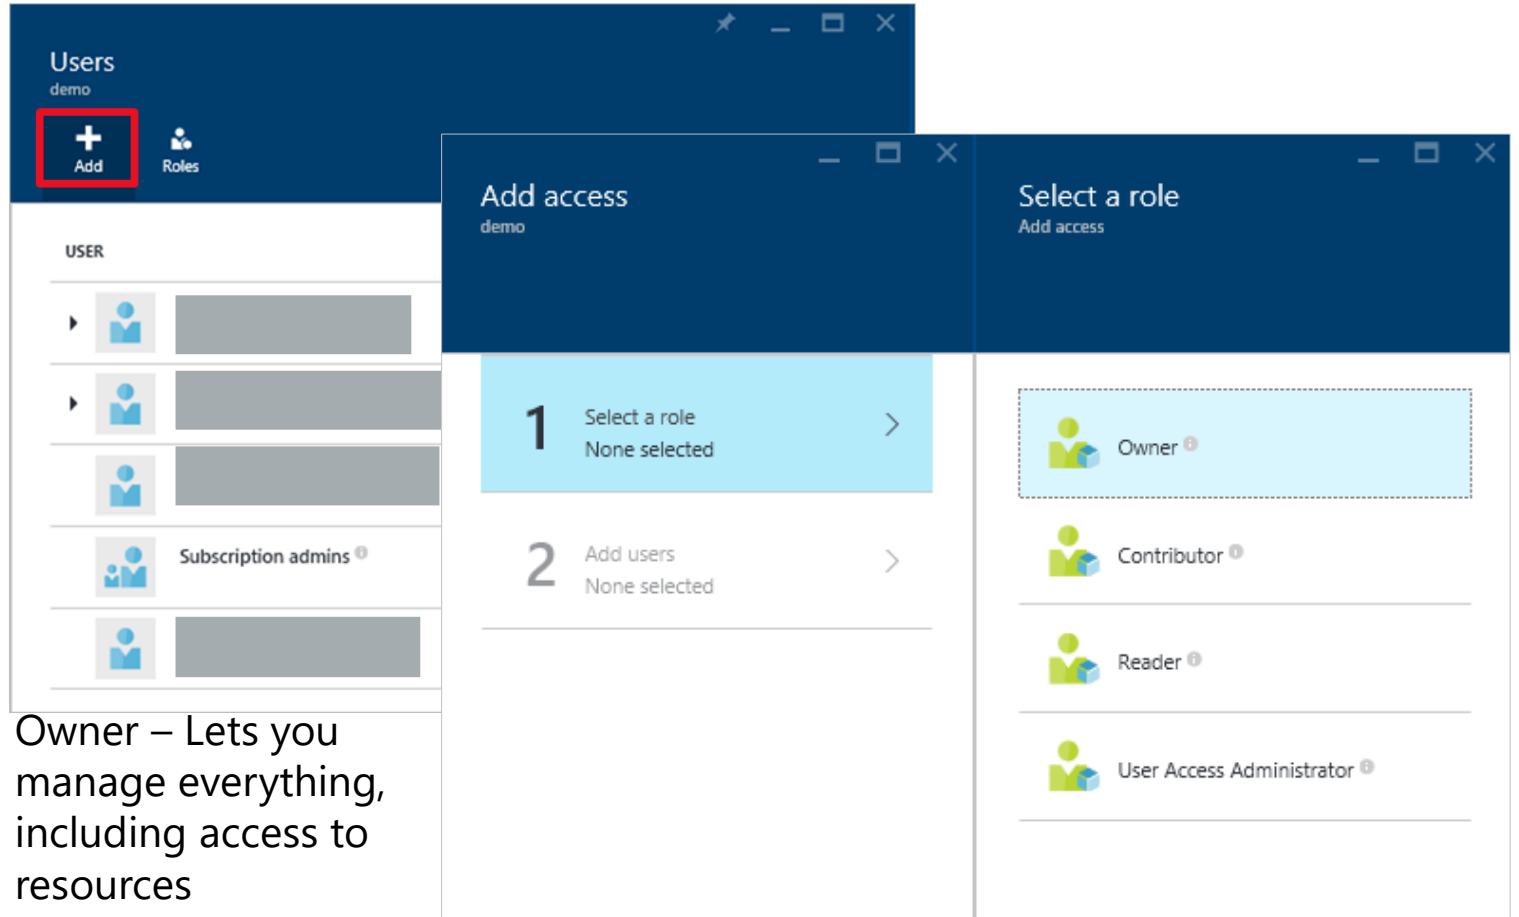 Users
demo
Add
Roles
USER
Subscription admins
Add access
demo
1
Select a role
None selected
2
Add users
None selected
Select a role
Add access
Owner
Contributor
Reader
User Access Administrator
Owner – Lets you
manage everything,
including access to
resources